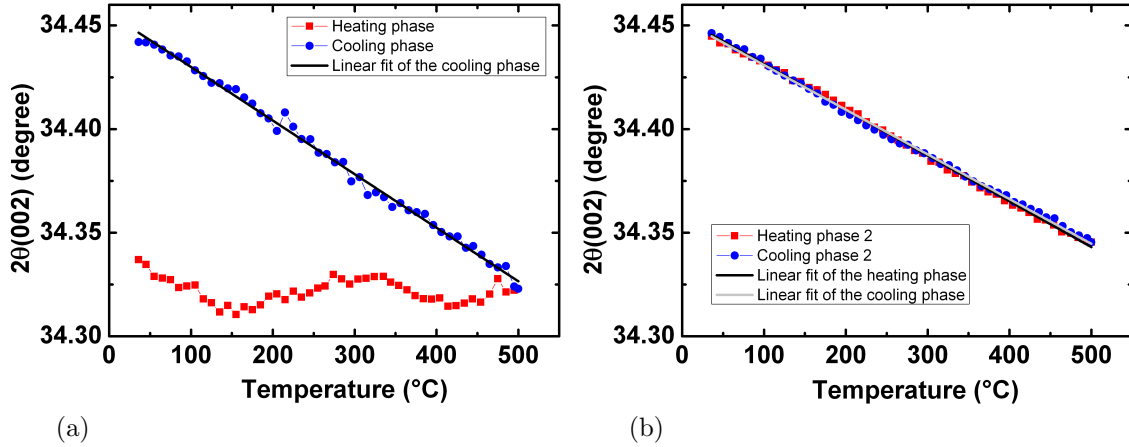 34.45
34.40
34.35
34.30
2θ(002) (degree)
Heating phase
Cooling phase
Linear fit of the cooling phase
0 100 200 300 400 500
Temperature (°C)
(a)
34.45
34.40
34.35
34.30
2θ(002) (degree)
Heating phase 2
Cooling phase 2
Linear fit of the heating phase
Linear fit of the cooling phase
0 100 200 300 400 500
Temperature (°C)
(b)